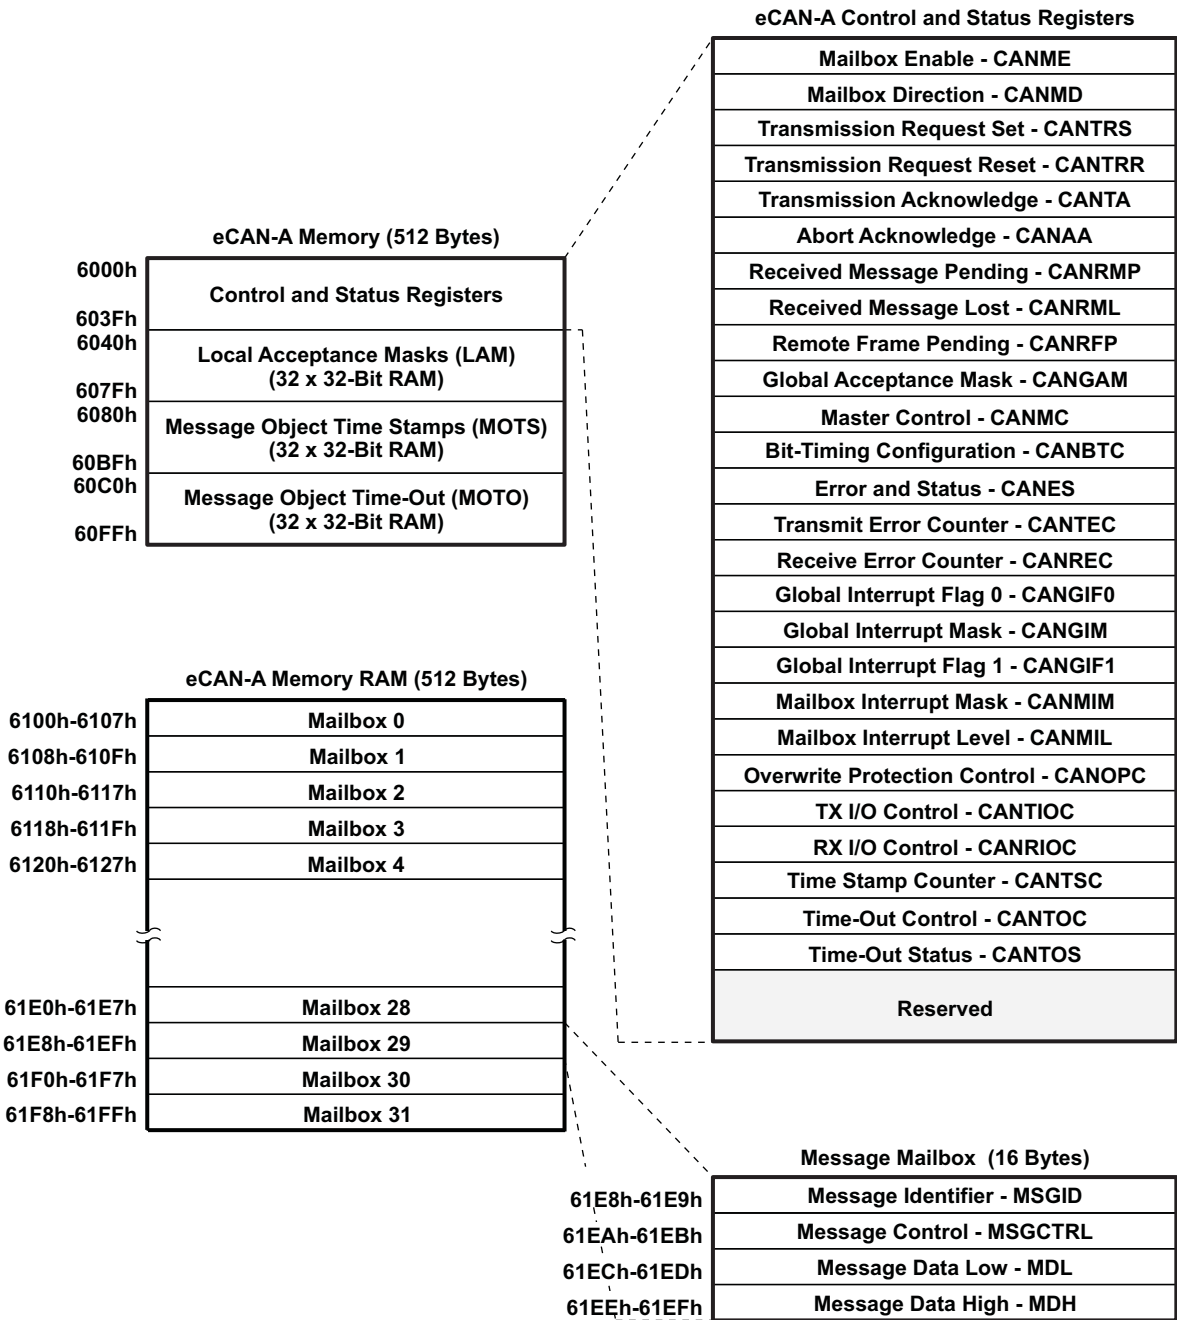 eCAN-A Control and Status Registers
Mailbox Enable - CANME
Mailbox Direction - CANMD
Transmission Request Set - CANTRS
Transmission Request Reset - CANTRR
Transmission Acknowledge - CANTA
Abort Acknowledge - CANAA
Received Message Pending - CANRMP
Received Message Lost - CANRML
Remote Frame Pending - CANRFP
Global Acceptance Mask - CANGAM
Master Control - CANMC
Bit-Timing Configuration - CANBTC
Error and Status - CANES
Transmit Error Counter - CANTEC
Receive Error Counter - CANREC
Global Interrupt Flag 0 - CANGIF0
Global Interrupt Mask - CANGIM
Global Interrupt Flag 1 - CANGIF1
Mailbox Interrupt Mask - CANMIM
Mailbox Interrupt Level - CANMIL
Overwrite Protection Control - CANOPC
TX I/O Control - CANTIOC
RX I/O Control - CANRIOC
Time Stamp Counter - CANTSC
Time-Out Control - CANTOC
Time-Out Status - CANTOS
Reserved
eCAN-A Memory (512 Bytes)
6000h
Control and Status Registers
603Fh
6040h
Local Acceptance Masks (LAM)
(32 x 32-Bit RAM)
607Fh
6080h
Message Object Time Stamps (MOTS)
(32 x 32-Bit RAM)
60BFh
60C0h
Message Object Time-Out (MOTO)
(32 x 32-Bit RAM)
60FFh
eCAN-A Memory RAM (512 Bytes)
6100h-6107h Mailbox 0
6108h-610Fh Mailbox 1
6110h-6117h Mailbox 2
6118h-611Fh Mailbox 3
6120h-6127h Mailbox 4
61E0h-61E7h Mailbox 28
61E8h-61EFh Mailbox 29
61F0h-61F7h Mailbox 30
61F8h-61FFh Mailbox 31
Message Mailbox (16 Bytes)
61E8h-61E9h Message Identifier - MSGID
61EAh-61EBh Message Control - MSGCTRL
61ECh-61EDh Message Data Low - MDL
61EEh-61EFh Message Data High - MDH